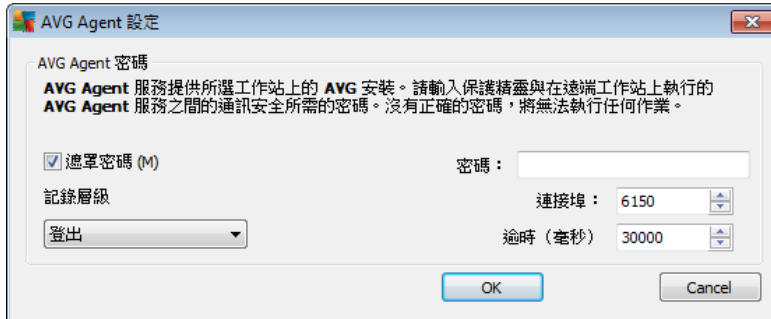 AVG Agent 設定
AVG Agent 密碼
AVG Agent 服務提供所選工作站上的 AVG 安裝。請輸入保護精靈與在遠端工作站上執行的
AVG Agent 服務之間的通訊安全所需的密碼。沒有正確的密碼，將無法執行任何作業。
遮罩密碼 (M)
密碼：
記錄層級
連接埠：
6150
登出
逾時（毫秒）
30000
OK
Cancel